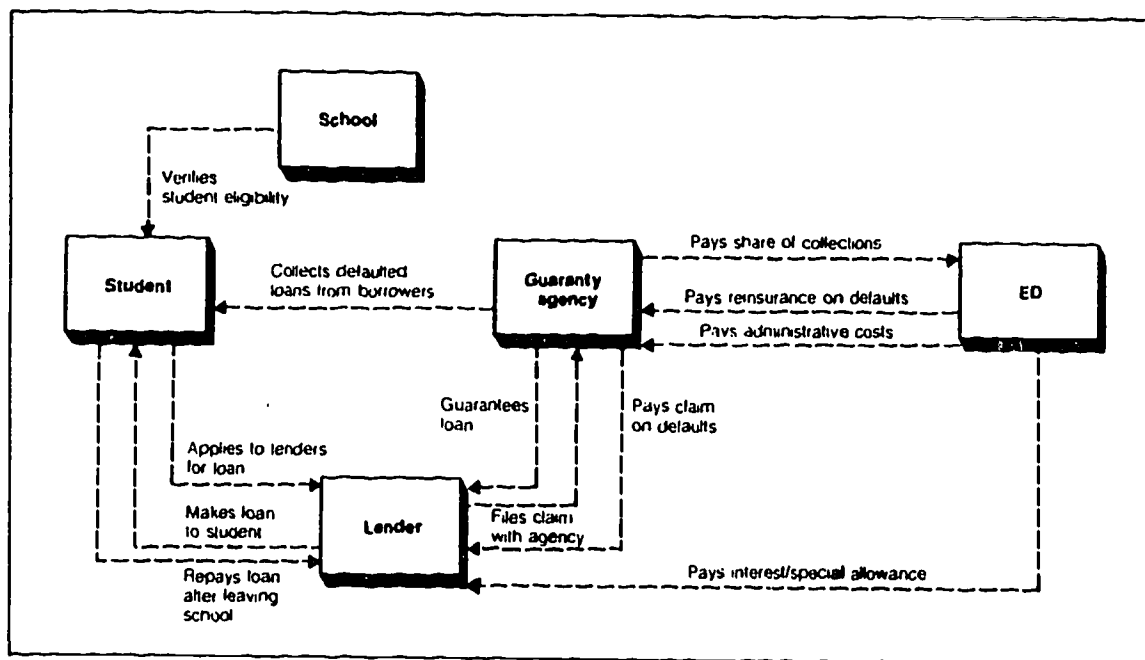 School
Verifies
student eligibility
Student
Collects defaulted
loans from borrowers
Guaranty
agency
Pays share of collections
Pays reinsurance on defaults
Pays administrative costs
ED
Guarantees
loan
Pays claim
on defaults
Applies to lenders
for loan
Makes loan
to student
Lender
Files claim
with agency
Repays loan
after leaving
school
Pays interest/special allowance